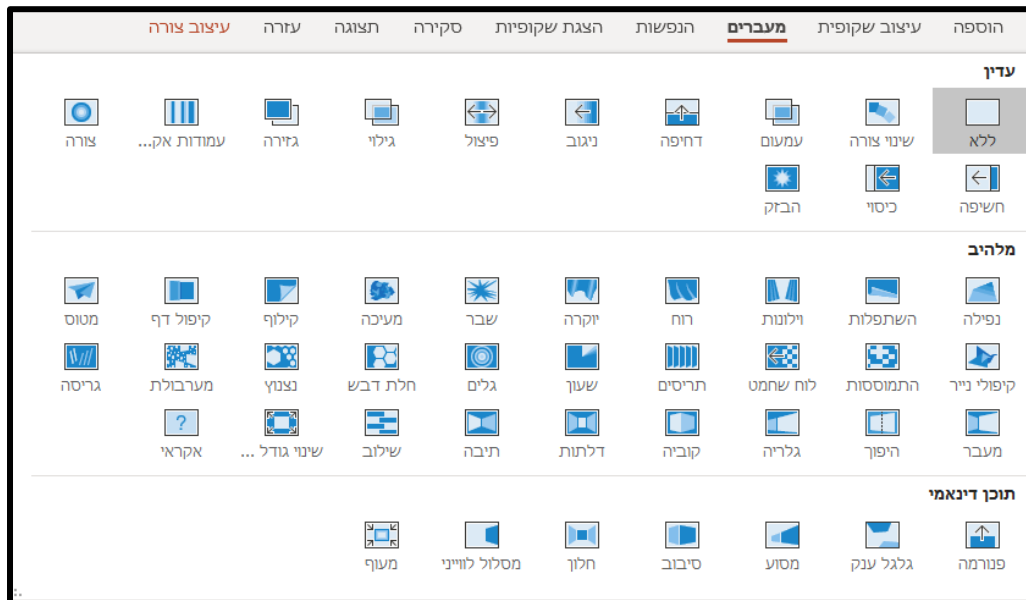 הוספה עיצוב שקופית מעברים הנפשות הצגת שקופיות סקירה תצוגה עזרה עיצוב צורה
עדין
ללא שינוי צורה עמעום דחיפה ניגוב פיצול גילוי גזירה עמודות אק... צורה
חשיפה כיסוי הבזק
מלהיב
נפילה השתפלות וילונות רוח יוקרה שבר מעיכה קילוף קיפול דף מטוס
קיפולי נייר התמוססות לוח שחמט תריסים שעון גלים חלת דבש נצנוץ מערבולת גריסה
מעבר היפוך גלריה קוביה דלתות תיבה שילוב שינוי גודל ... אקראי
תוכן דינאמי
פנורמה גלגל ענק מסוע סיבוב חלון מסלול לווייני מעוף